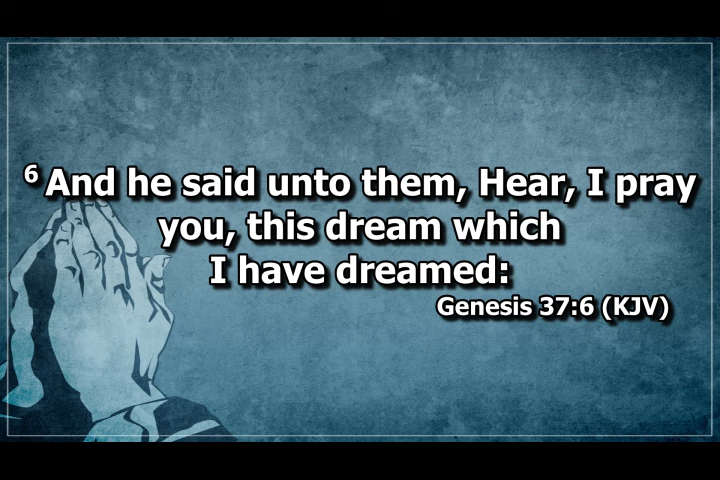 6 And he said unto them, Hear, I pray
you, this dream which
I have dreamed:
Genesis 37:6 (KJV)